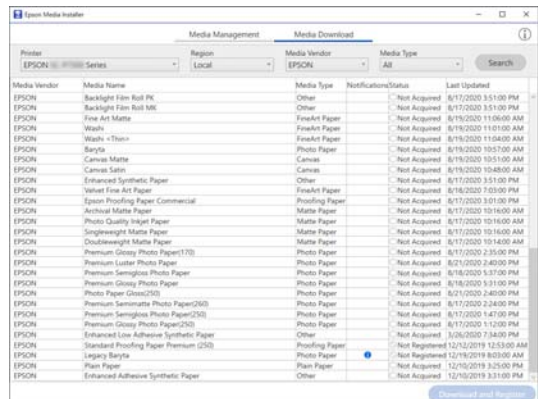 Epson Media Installer
Media Management Media Download
Printer Region Media Vendor Media Type
EPSON Series Local EPSON All Search
Media Vendor Media Name Media Type Notifications Status Last Updated
EPSON Backlight Film Roll PK Other Not Acquired 8/17/2020 3:51:00 PM
EPSON Backlight Film Roll MK Other Not Acquired 8/17/2020 3:51:00 PM
EPSON Fine Art Matte FineArt Paper Not Acquired 8/19/2020 11:06:00 AM
EPSON Washi FineArt Paper Not Acquired 8/19/2020 11:01:00 AM
EPSON Washi <Thin> FineArt Paper Not Acquired 8/19/2020 11:04:00 AM
EPSON Baryta Photo Paper Not Acquired 8/19/2020 10:57:00 AM
EPSON Canvas Matte Canvas Not Acquired 8/19/2020 10:51:00 AM
EPSON Canvas Satin Canvas Not Acquired 8/19/2020 10:48:00 AM
EPSON Enhanced Synthetic Paper Other Not Acquired 8/17/2020 3:51:00 PM
EPSON Velvet Fine Art Paper FineArt Paper Not Acquired 8/18/2020 7:03:00 PM
EPSON Epson Proofing Paper Commercial Proofing Paper Not Acquired 8/17/2020 3:01:00 PM
EPSON Archival Matte Paper Matte Paper Not Acquired 8/17/2020 10:16:00 AM
EPSON Photo Quality Inkjet Paper Matte Paper Not Acquired 8/17/2020 10:16:00 AM
EPSON Singleweight Matte Paper Matte Paper Not Acquired 8/17/2020 10:16:00 AM
EPSON Doubleweight Matte Paper Matte Paper Not Acquired 8/17/2020 10:14:00 AM
EPSON Premium Glossy Photo Paper(170) Photo Paper Not Acquired 8/17/2020 2:35:00 PM
EPSON Premium Luster Photo Paper Photo Paper Not Acquired 8/21/2020 2:40:00 PM
EPSON Premium Semigloss Photo Paper Photo Paper Not Acquired 8/18/2020 5:37:00 PM
EPSON Premium Glossy Photo Paper Photo Paper Not Acquired 8/18/2020 5:31:00 PM
EPSON Photo Paper Gloss(250) Photo Paper Not Acquired 8/21/2020 2:40:00 PM
EPSON Premium Semimatte Photo Paper(260) Photo Paper Not Acquired 8/17/2020 2:24:00 PM
EPSON Premium Semigloss Photo Paper(250) Photo Paper Not Acquired 8/17/2020 1:47:00 PM
EPSON Premium Glossy Photo Paper(250) Photo Paper Not Acquired 8/17/2020 1:12:00 PM
EPSON Enhanced Low Adhesive Synthetic Paper Other Not Acquired 3/26/2020 7:34:00 PM
EPSON Standard Proofing Paper Premium (250) Proofing Paper Not Registered 12/12/2019 12:53:00 AM
EPSON Legacy Baryta Photo Paper Not Registered 12/19/2019 8:03:00 AM
EPSON Plain Paper Plain Paper Not Acquired 12/10/2019 3:25:00 PM
EPSON Enhanced Adhesive Synthetic Paper Other Not Acquired 12/10/2019 3:31:00 PM
Download and Register